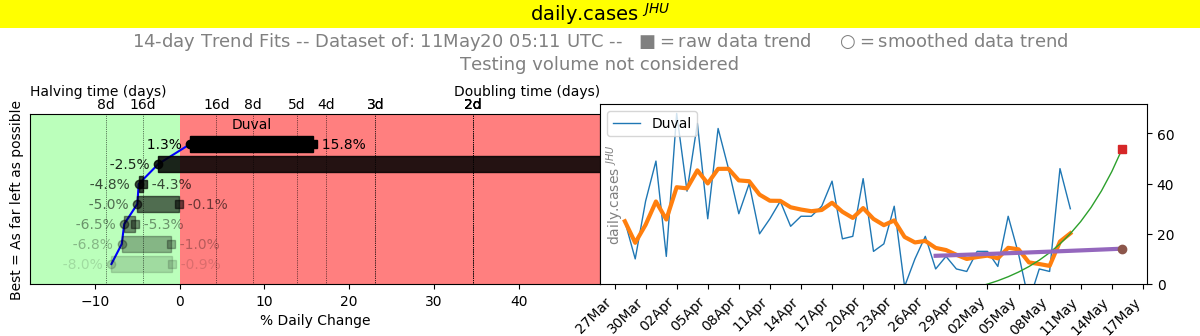 daily.cases JHU
14-day Trend Fits -- Dataset of: 11May20 05:11 UTC -- ■ = raw data trend ○ = smoothed data trend
Testing volume not considered
Halving time (days) Doubling time (days)
8d 16d 16d 8d 5d 4d 3d 2d
Best = As far left as possible
Duval
1.3% 15.8%
-2.5%
-4.8% -4.3%
-5.0% -0.1%
-6.5% -5.3%
-6.8% -1.0%
-8.0% -0.9%
−10 0 10 20 30 40
% Daily Change
Duval
daily.cases JHU
60
40
20
0
27Mar 30Mar 02Apr 05Apr 08Apr 11Apr 14Apr 17Apr 20Apr 23Apr 26Apr 29Apr 02May 05May 08May 11May 14May 17May